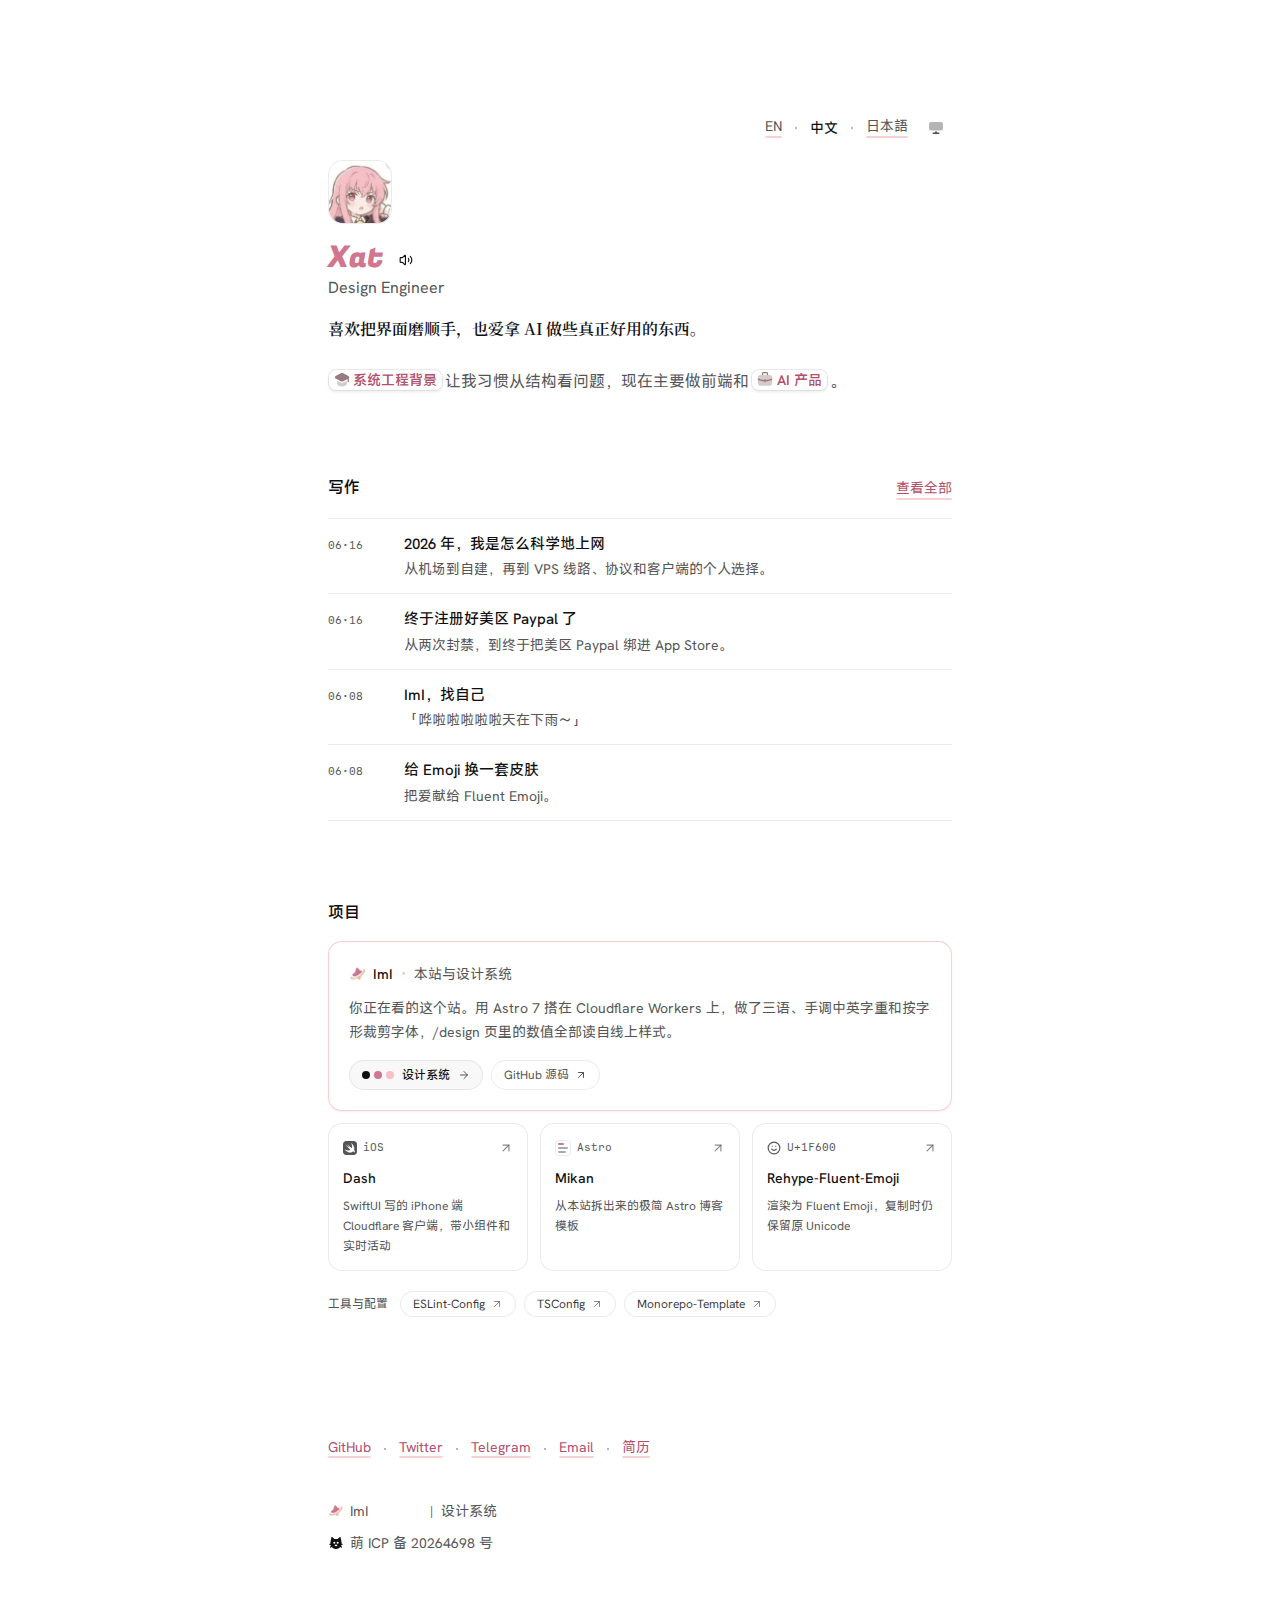 EN · 中文 · 日本語
Xat
Design Engineer
喜欢把界面磨顺手，也爱拿 AI 做些真正好用的东西。
系统工程背景 让我习惯从结构看问题，现在主要做前端和 AI 产品 。
写作 查看全部
06·16 2026 年，我是怎么科学地上网
从机场到自建，再到 VPS 线路、协议和客户端的个人选择。
06·16 终于注册好美区 Paypal 了
从两次封禁，到终于把美区 Paypal 绑进 App Store。
06·08 ImI，找自己
「哗啦啦啦啦啦天在下雨～」
06·08 给 Emoji 换一套皮肤
把爱献给 Fluent Emoji。
项目
ImI · 本站与设计系统
你正在看的这个站。用 Astro 7 搭在 Cloudflare Workers 上，做了三语、手调中英字重和按字
形裁剪字体，/design 页里的数值全部读自线上样式。
设计系统 → GitHub 源码 ↗
iOS ↗
Dash
SwiftUI 写的 iPhone 端
Cloudflare 客户端，带小组件和
实时活动
Astro ↗
Mikan
从本站拆出来的极简 Astro 博客
模板
U+1F600 ↗
Rehype-Fluent-Emoji
渲染为 Fluent Emoji，复制时仍
保留原 Unicode
工具与配置 ESLint-Config ↗ TSConfig ↗ Monorepo-Template ↗
GitHub · Twitter · Telegram · Email · 简历
ImI | 设计系统
萌 ICP 备 20264698 号